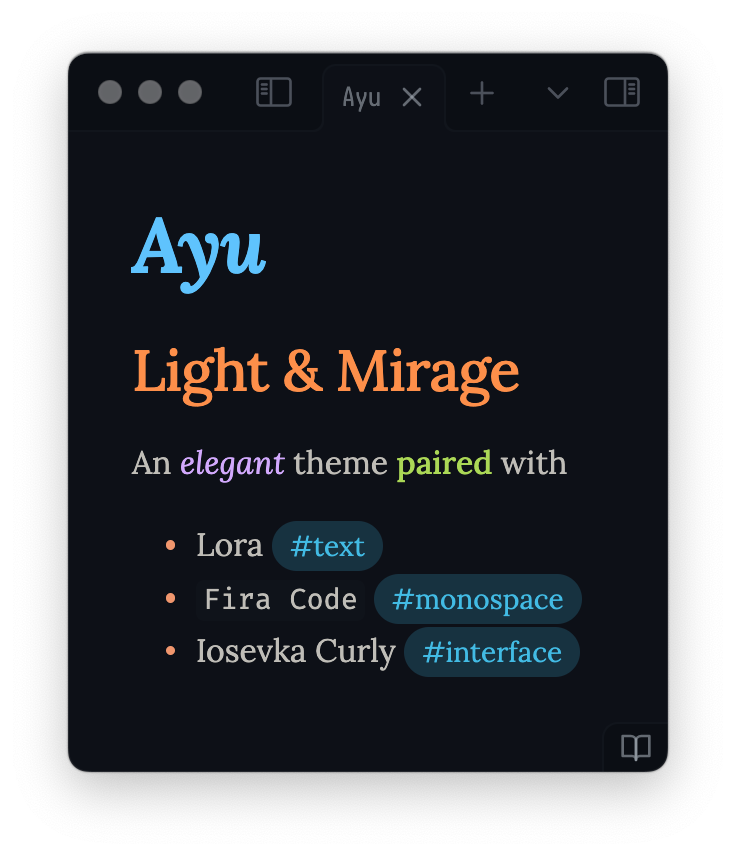 Ayu
Ayu
Light & Mirage
An elegant theme paired with
Lora #text
Fira Code #monospace
Iosevka Curly #interface